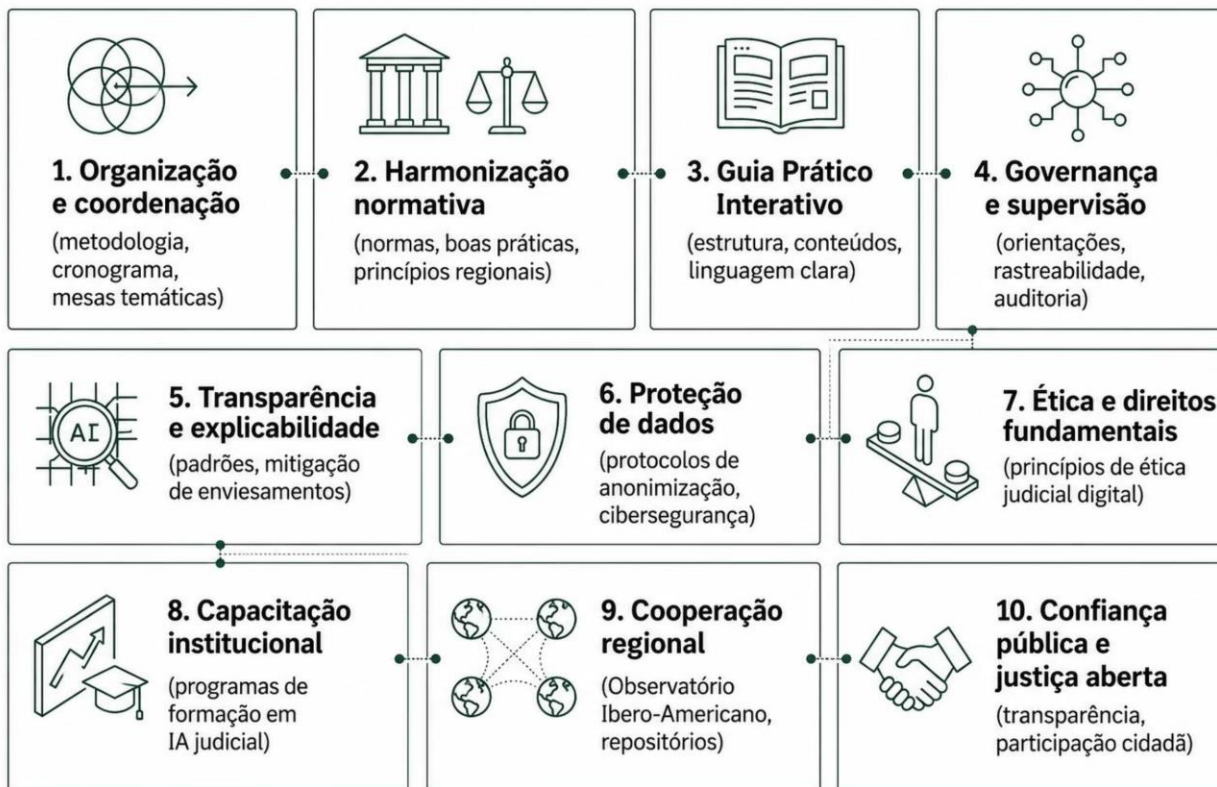 1. Organização
e coordenação
(metodologia,
cronograma,
mesas temáticas)
2. Harmonização
normativa
(normas, boas práticas,
princípios regionais)
3. Guia Prático
Interativo
(estrutura, conteúdos,
linguagem clara)
4. Governança
e supervisão
(orientações,
rastreabilidade,
auditoria)
AI
5. Transparência
e explicabilidade
(padrões, mitigação
de enviesamentos)
6. Proteção
de dados
(protocolos de
anonimização,
cibersegurança)
7. Ética e direitos
fundamentais
(princípios de ética
judicial digital)
8. Capacitação
institucional
(programas de
formação em
IA judicial)
9. Cooperação
regional
(Observatório
Ibero-Americano,
repositórios)
10. Confiança
pública e
justiça aberta
(transparência,
participação cidadã)